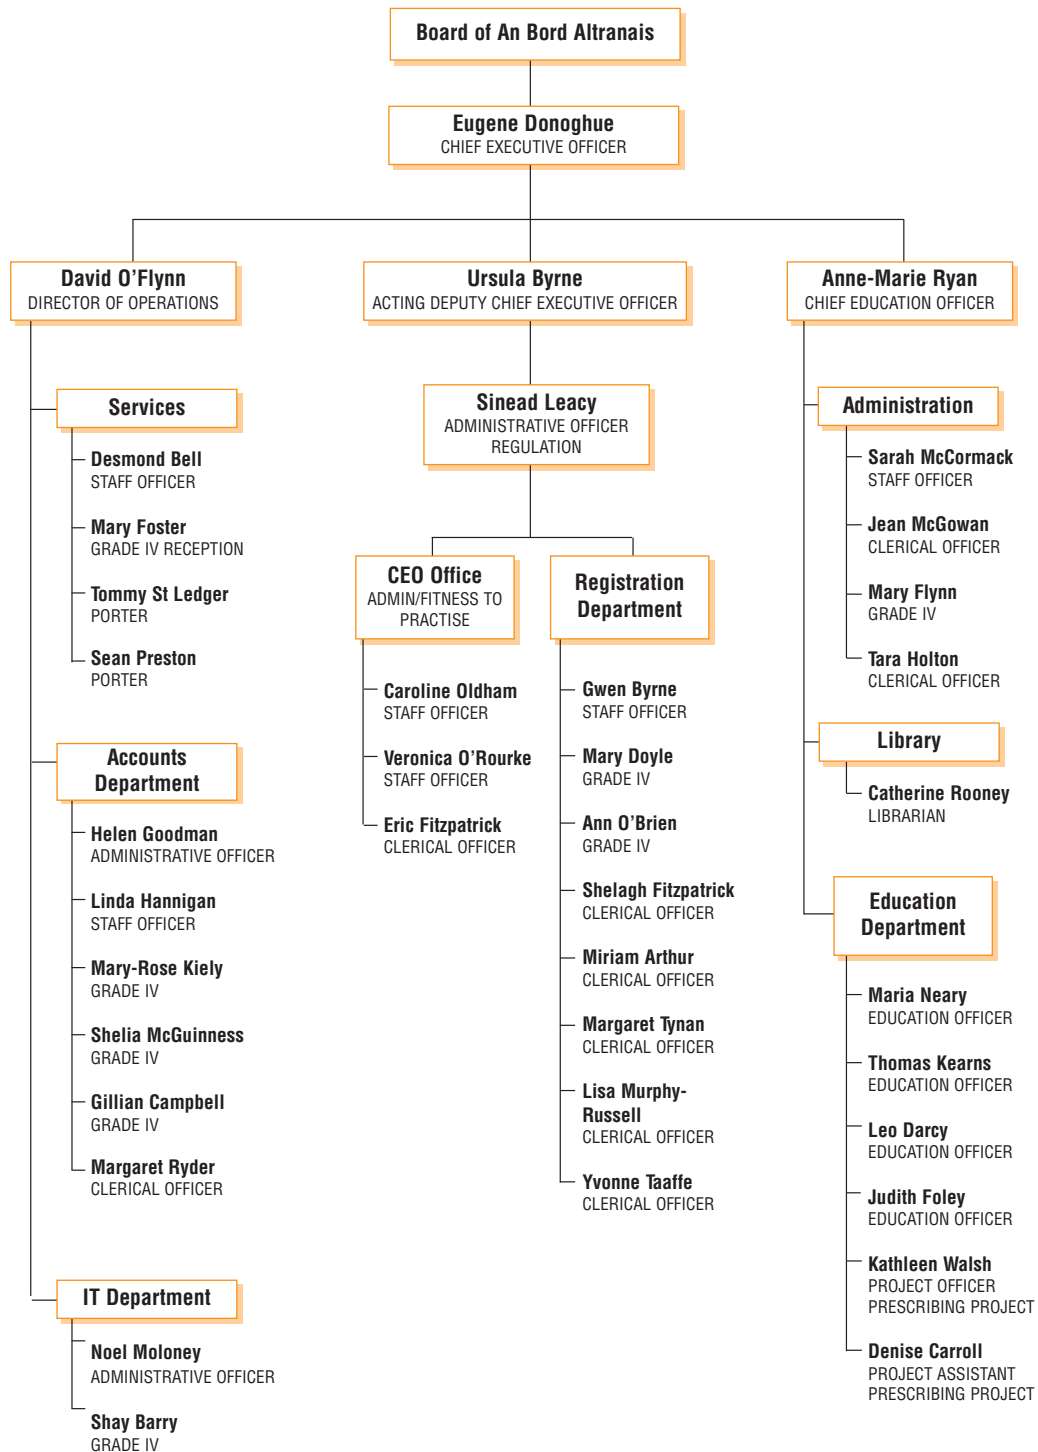 Board of An Bord Altranais
Eugene Donoghue
CHIEF EXECUTIVE OFFICER
David O'Flynn
DIRECTOR OF OPERATIONS
Services
Desmond Bell
STAFF OFFICER
Mary Foster
GRADE IV RECEPTION
Tommy St Ledger
PORTER
Sean Preston
PORTER
Accounts
Department
Helen Goodman
ADMINISTRATIVE OFFICER
Linda Hannigan
STAFF OFFICER
Mary-Rose Kiely
GRADE IV
Shelia McGuinness
GRADE IV
Gillian Campbell
GRADE IV
Margaret Ryder
CLERICAL OFFICER
IT Department
Noel Moloney
ADMINISTRATIVE OFFICER
Shay Barry
GRADE IV
Ursula Byrne
ACTING DEPUTY CHIEF EXECUTIVE OFFICER
Sinead Leacy
ADMINISTRATIVE OFFICER
REGULATION
CEO Office
ADMIN/FITNESS TO
PRACTISE
Caroline Oldham
STAFF OFFICER
Veronica O'Rourke
STAFF OFFICER
Eric Fitzpatrick
CLERICAL OFFICER
Registration
Department
Gwen Byrne
STAFF OFFICER
Mary Doyle
GRADE IV
Ann O'Brien
GRADE IV
Shelagh Fitzpatrick
CLERICAL OFFICER
Miriam Arthur
CLERICAL OFFICER
Margaret Tynan
CLERICAL OFFICER
Lisa Murphy-
Russell
CLERICAL OFFICER
Yvonne Taaffe
CLERICAL OFFICER
Anne-Marie Ryan
CHIEF EDUCATION OFFICER
Administration
Sarah McCormack
STAFF OFFICER
Jean McGowan
CLERICAL OFFICER
Mary Flynn
GRADE IV
Tara Holton
CLERICAL OFFICER
Library
Catherine Rooney
LIBRARIAN
Education
Department
Maria Neary
EDUCATION OFFICER
Thomas Kearns
EDUCATION OFFICER
Leo Darcy
EDUCATION OFFICER
Judith Foley
EDUCATION OFFICER
Kathleen Walsh
PROJECT OFFICER
PRESCRIBING PROJECT
Denise Carroll
PROJECT ASSISTANT
PRESCRIBING PROJECT